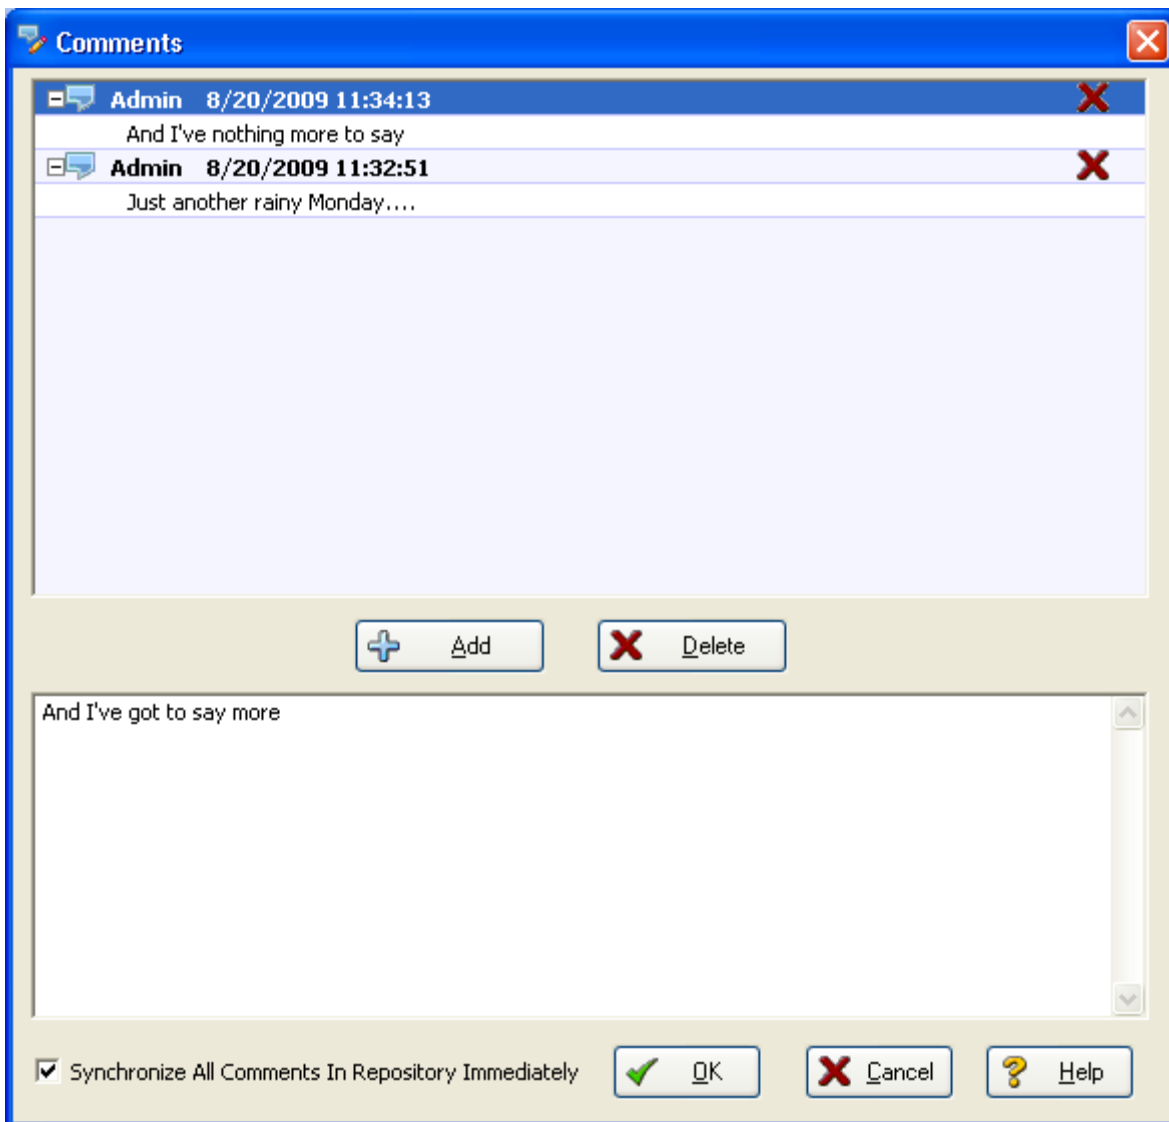 Comments
Admin 8/20/2009 11:34:13
And I've nothing more to say
Admin 8/20/2009 11:32:51
Just another rainy Monday....
Add Delete
And I've got to say more
Synchronize All Comments In Repository Immediately OK Cancel Help